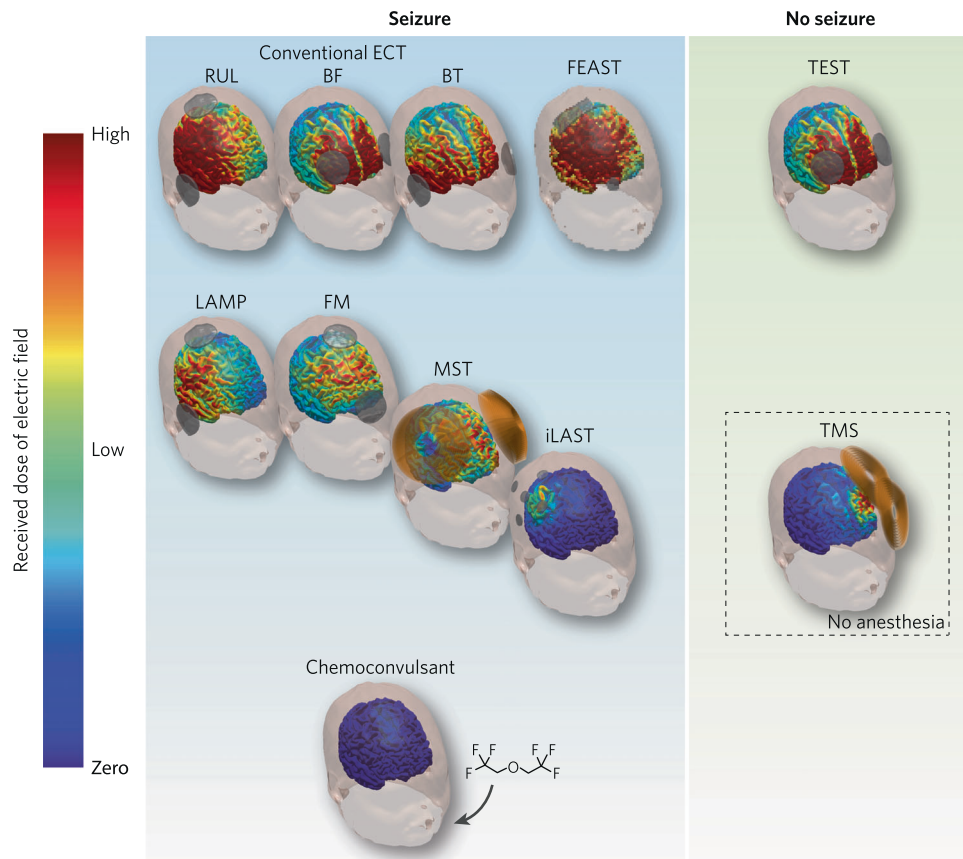 Seizure
No seizure
Conventional ECT
RUL
BF
BT
FEAST
TEST
High
LAMP
FM
MST
iLAST
TMS
Low
No anesthesia
Received dose of electric field
Chemoconvulsant
F F
F
O
F F
F
Zero